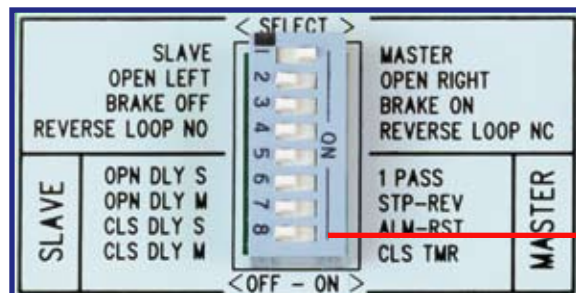 < SELECT >
SLAVE 1 MASTER
OPEN LEFT 2 OPEN RIGHT
BRAKE OFF 3 BRAKE ON
REVERSE LOOP NO 4 ON REVERSE LOOP NC
SLAVE OPN DLY S 5 1 PASS MASTER
OPN DLY M 6 STP-REV
CLS DLY S 7 ALM-RST
CLS DLY M 8 CLS TMR
<OFF - ON >